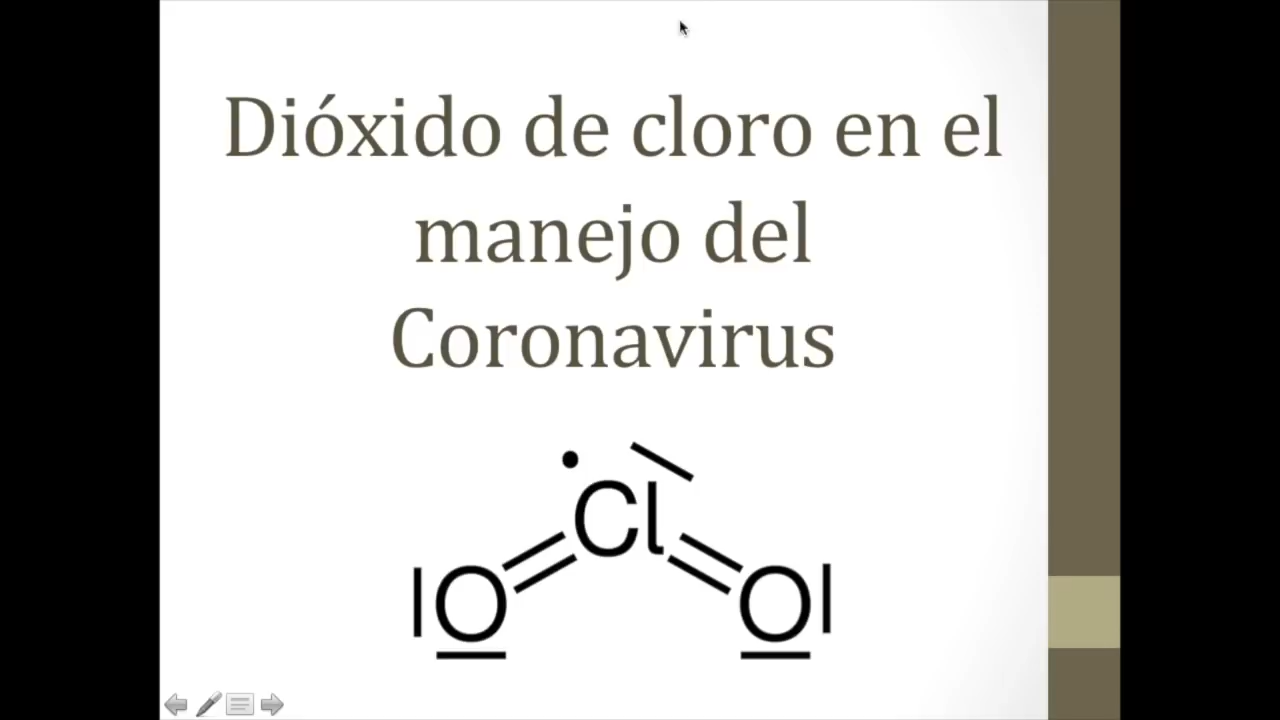 Dióxido de cloro en el
manejo del
Coronavirus
Cl
O
O